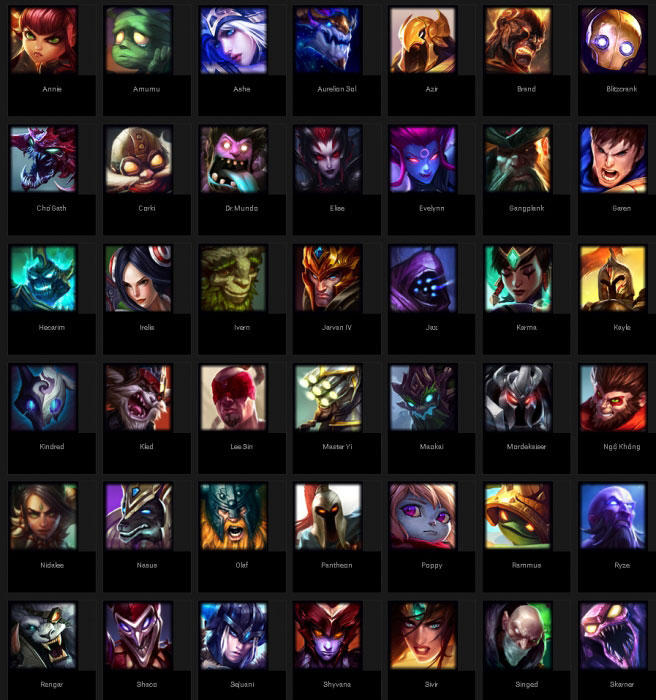 Annie
Amumu
Ashe
Aurelian Sol
Azir
Brand
Blitzcrank
Cho'Gath
Corki
Dr.Mundo
Elise
Evelynn
Gangplank
Garen
Hecarim
Irelia
Ivern
Jarvan IV
Jax
Karma
Kayle
Kindred
Kled
Lee Sin
Master Yi
Maokai
Mordekaiser
Ngộ Không
Nidalee
Nasus
Olaf
Pantheon
Poppy
Rammus
Ryze
Rengar
Shaco
Sejuani
Shyvana
Sivir
Singed
Skarner